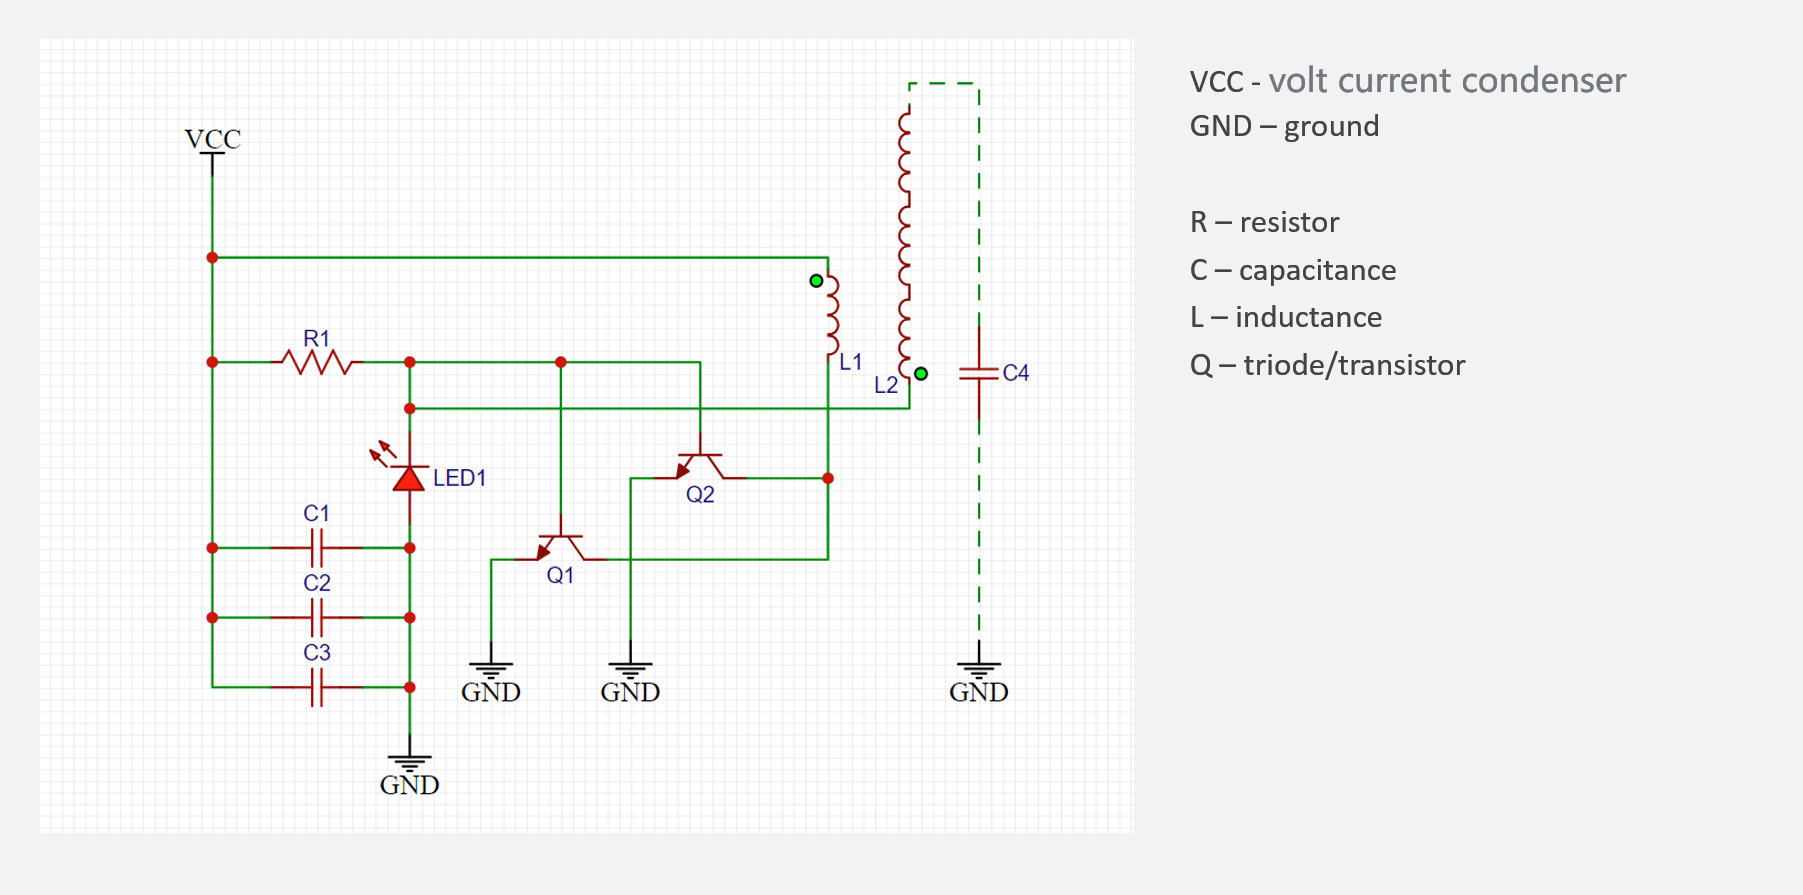 VCC
R1
L1
L2
C4
LED1
Q2
C1
Q1
C2
C3
GND
GND
GND
GND
VCC - volt current condenser
GND – ground
R – resistor
C – capacitance
L – inductance
Q – triode/transistor